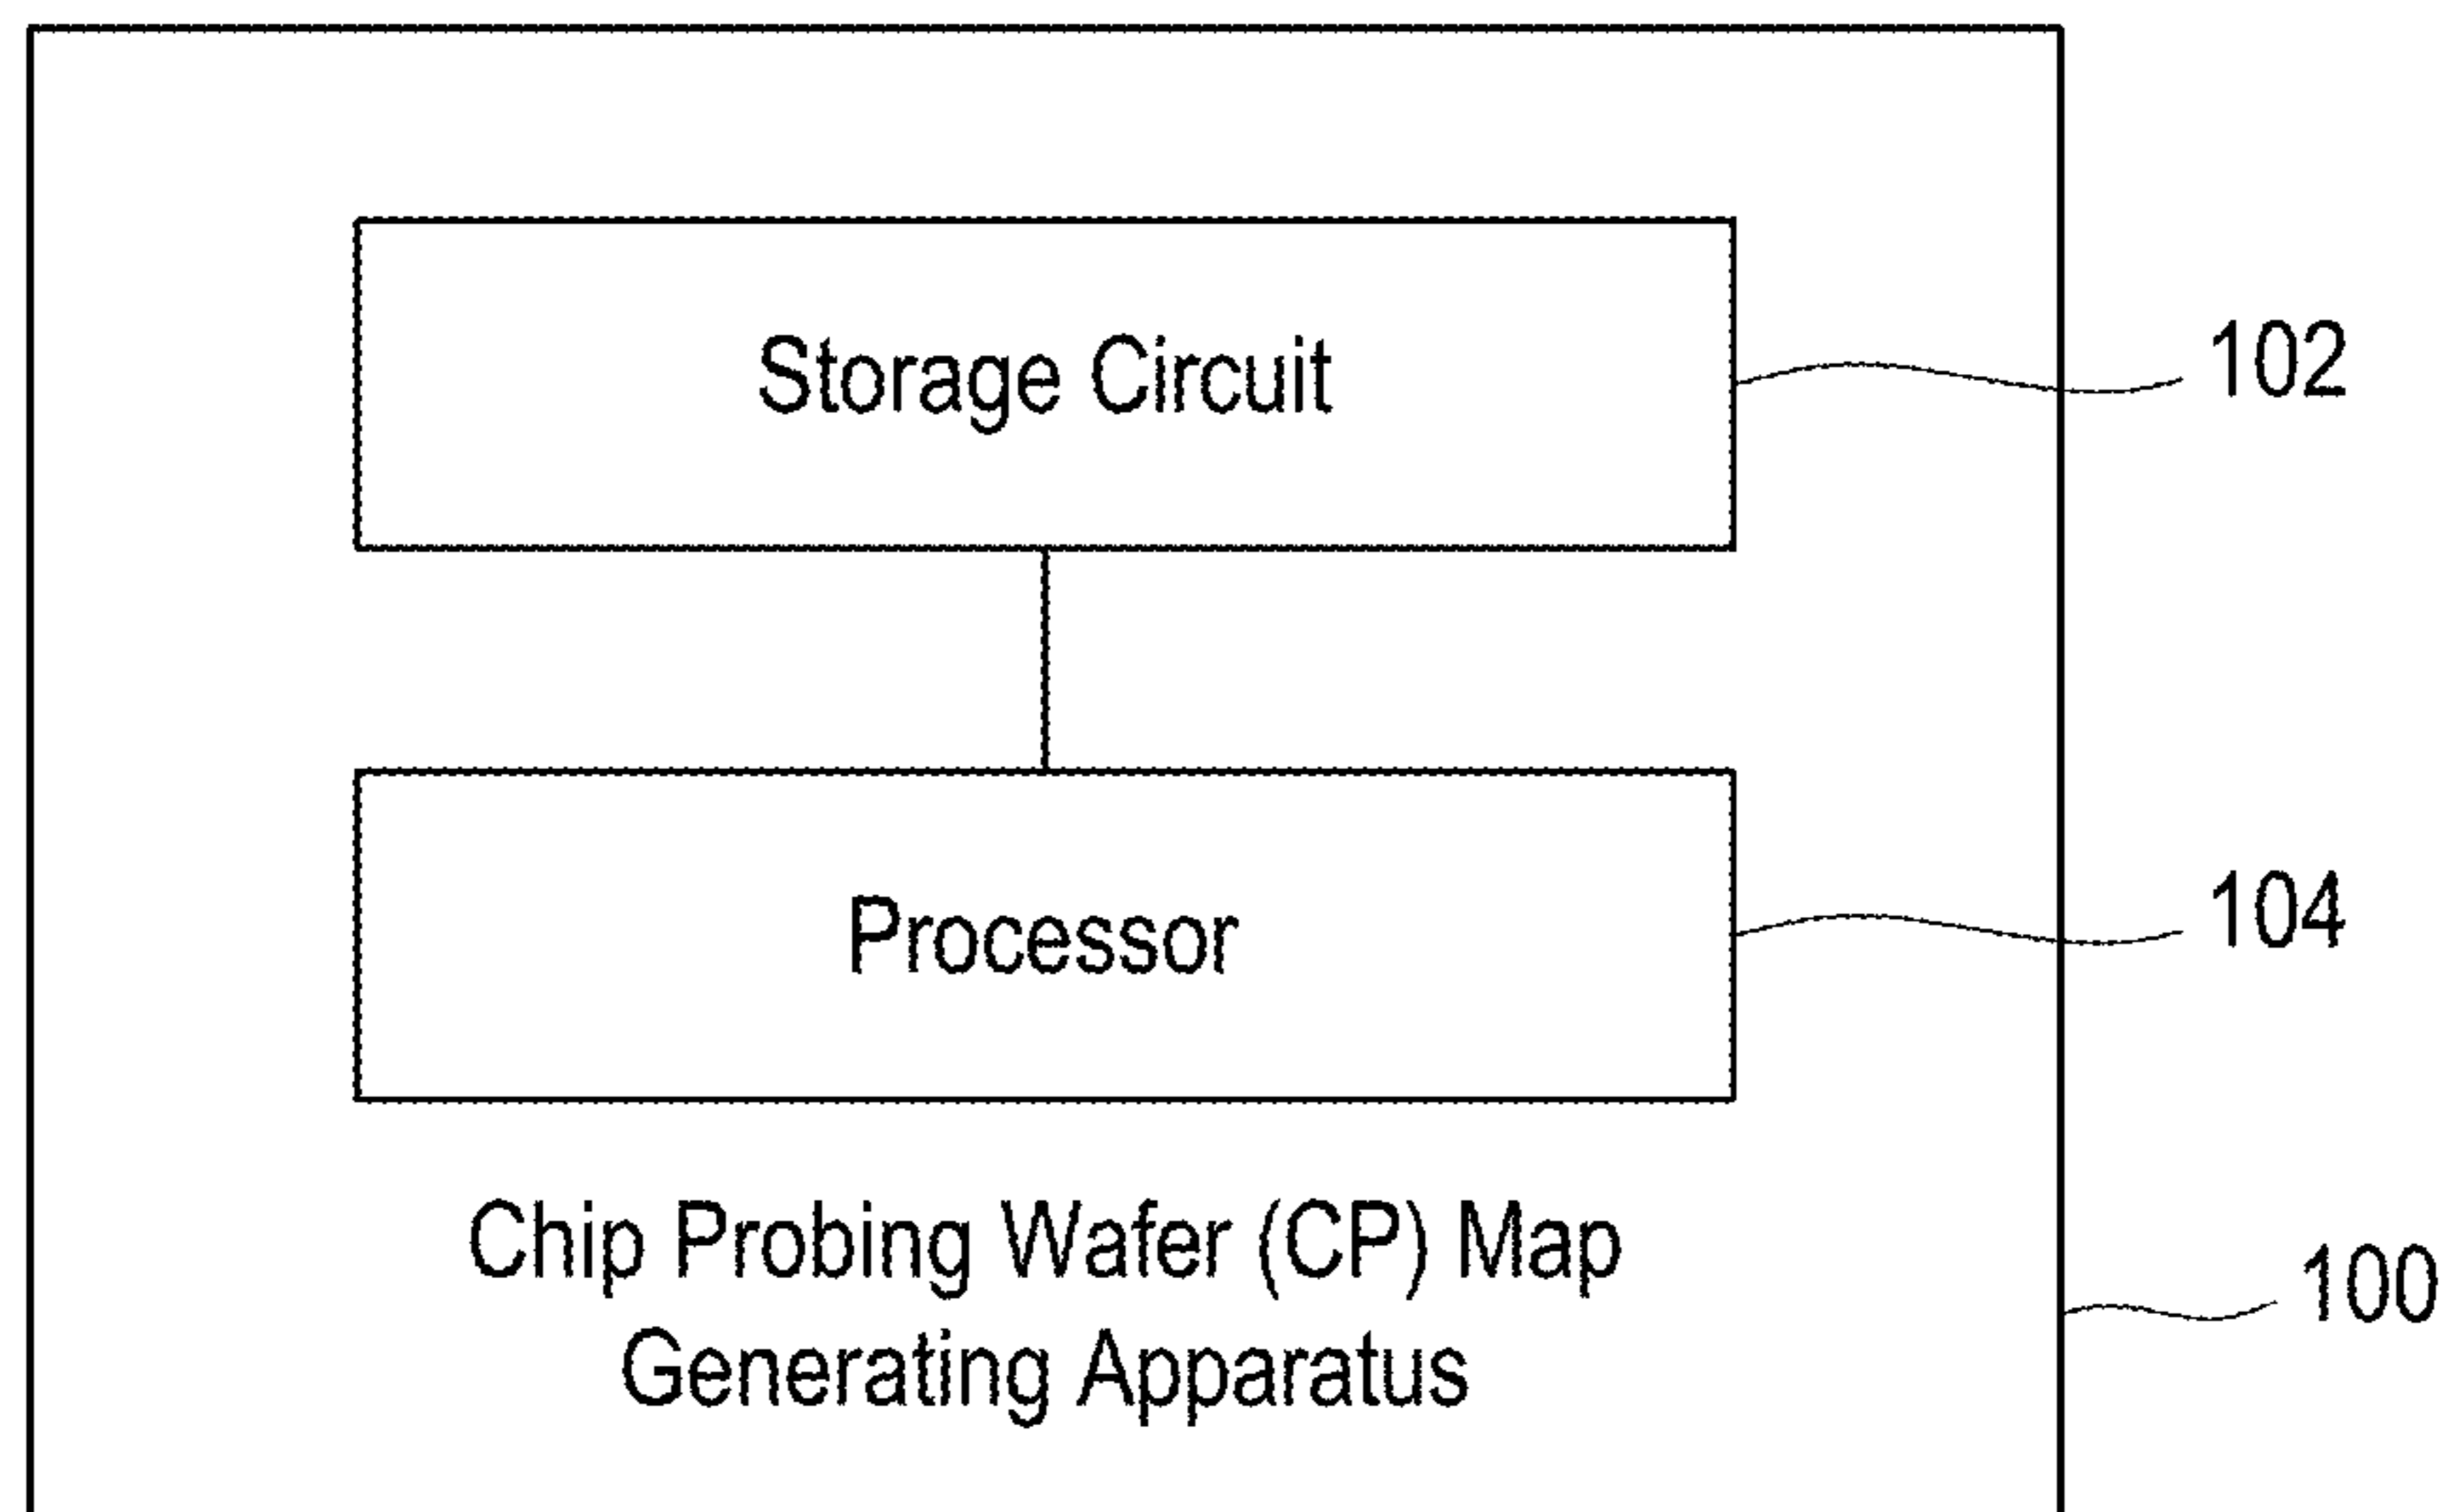 Storage Circuit
102
Processor
104
Chip Probing Wafer (CP) Map
Generating Apparatus
100